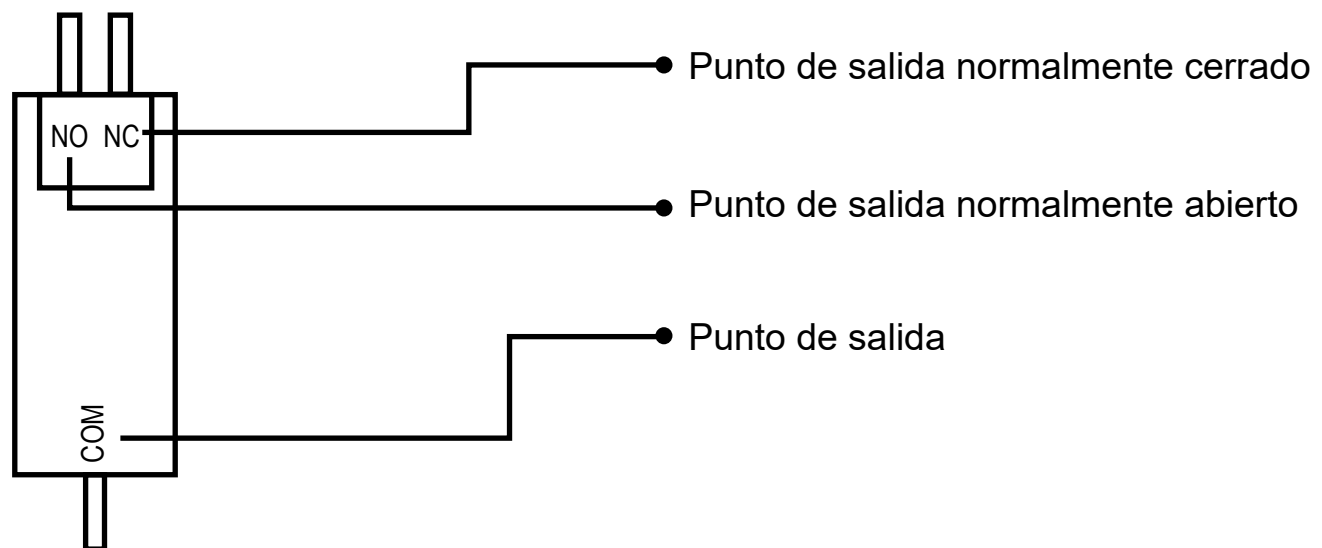 Punto de salida normalmente cerrado
NO NC
Punto de salida normalmente abierto
Punto de salida
COM